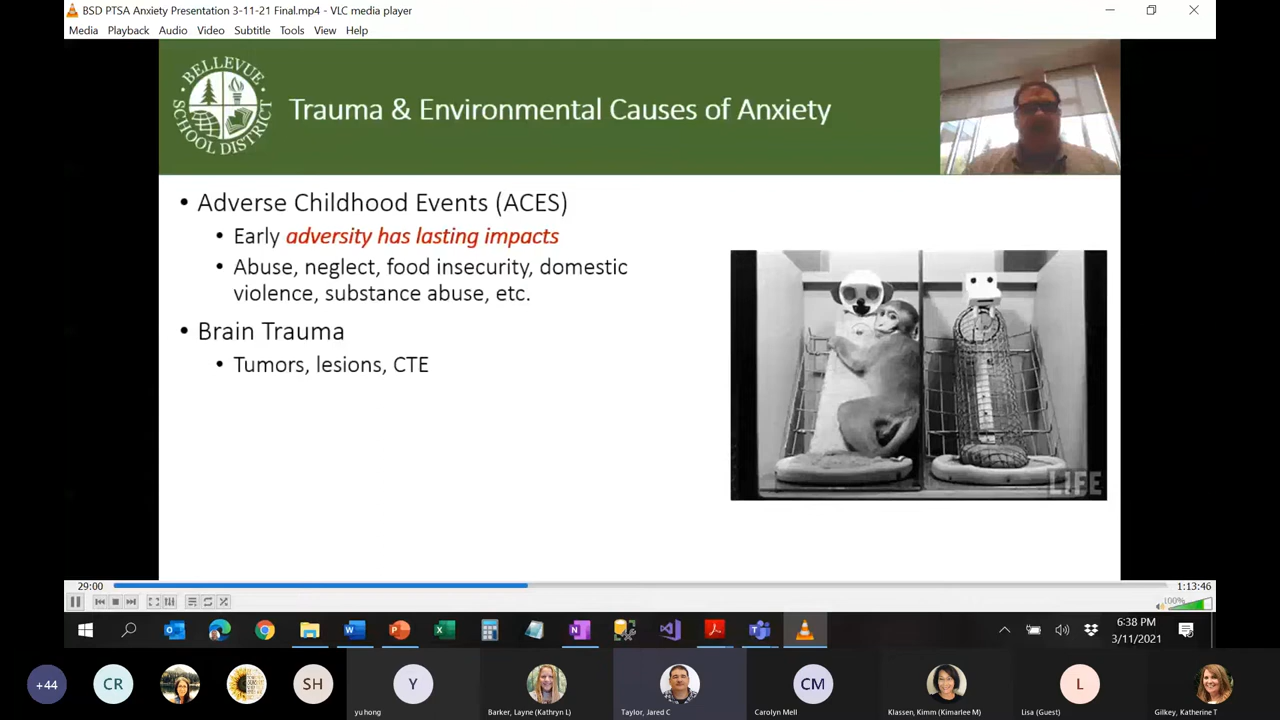 BSD PTSA Anxiety Presentation 3-11-21 Final.mp4 - VLC media player
Media Playback Audio Video Subtitle Tools View Help
BELLEVUE
SCHOOL DISTRICT
Trauma & Environmental Causes of Anxiety
• Adverse Childhood Events (ACES)
• Early adversity has lasting impacts
• Abuse, neglect, food insecurity, domestic
violence, substance abuse, etc.
• Brain Trauma
• Tumors, lesions, CTE
LIFE
29:00
1:13:46
100%
6:38 PM
3/11/2021
+44
CR
SH
Y
CM
L
yu hong
Barker, Layne (Kathryn L)
Taylor, Jared C
Carolyn Mell
Klassen, Kimm (Kimarlee M)
Lisa (Guest)
Gilkey, Katherine T